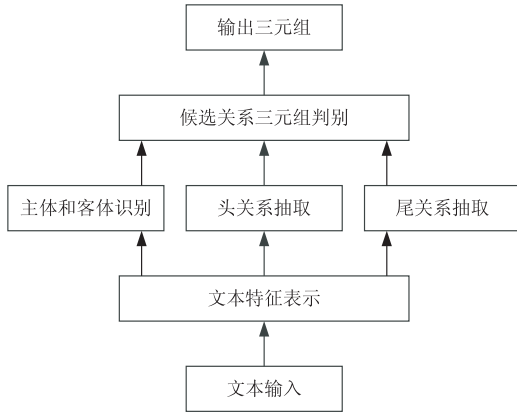 输出三元组
候选关系三元组判别
主体和客体识别
头关系抽取
尾关系抽取
文本特征表示
文本输入